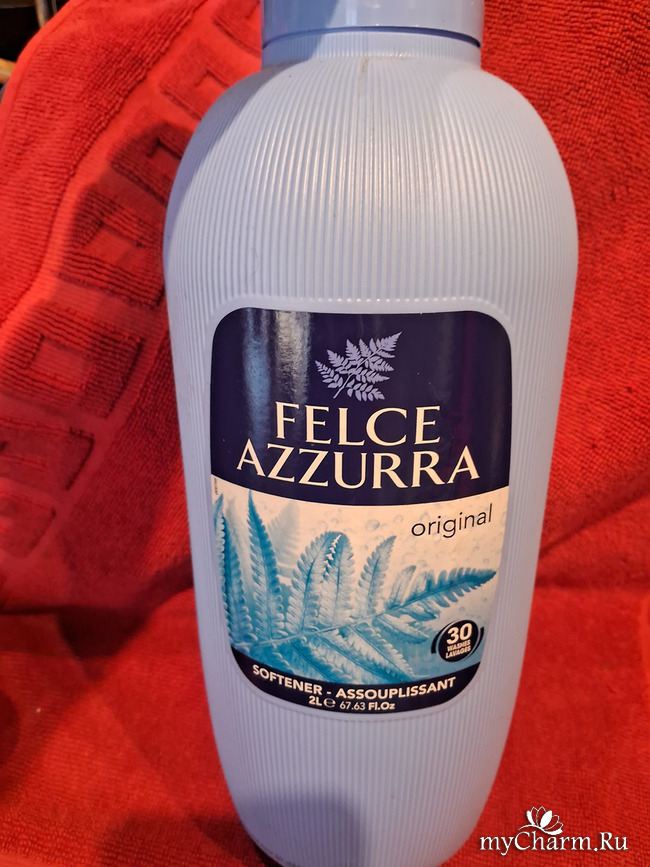 FELCE
AZZURRA
original
30
WASHES
LAVAGES
SOFTENER - ASSOUPLISSANT
2L℮ 67.63 Fl.Oz
myCharm.Ru